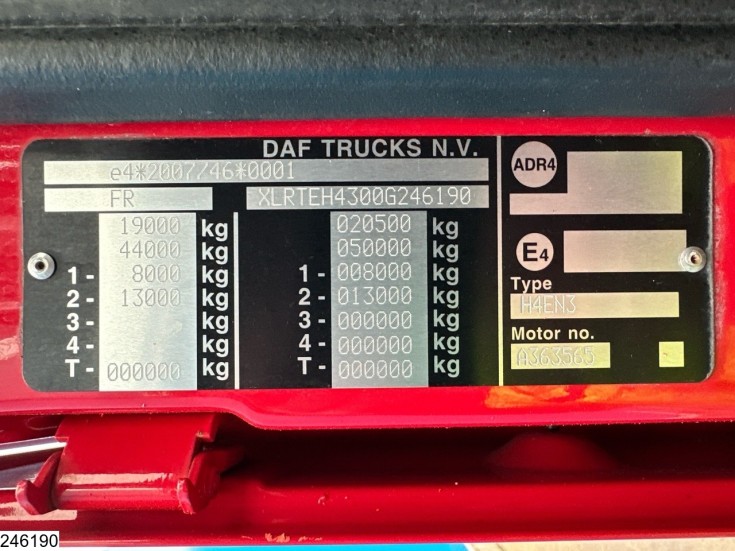 DAF TRUCKS N.V.
e4*2007/46*0001
FR XLRTEH4300G246190
19000 kg 020500 kg
44000 kg 050000 kg
1- 8000 kg 1- 008000 kg
2- 13000 kg 2- 013000 kg
3- kg 3- 000000 kg
4- kg 4- 000000 kg
T- 000000 kg T- 000000 kg
ADR4
E4
Type
H4EN3
Motor no.
A363565
246190